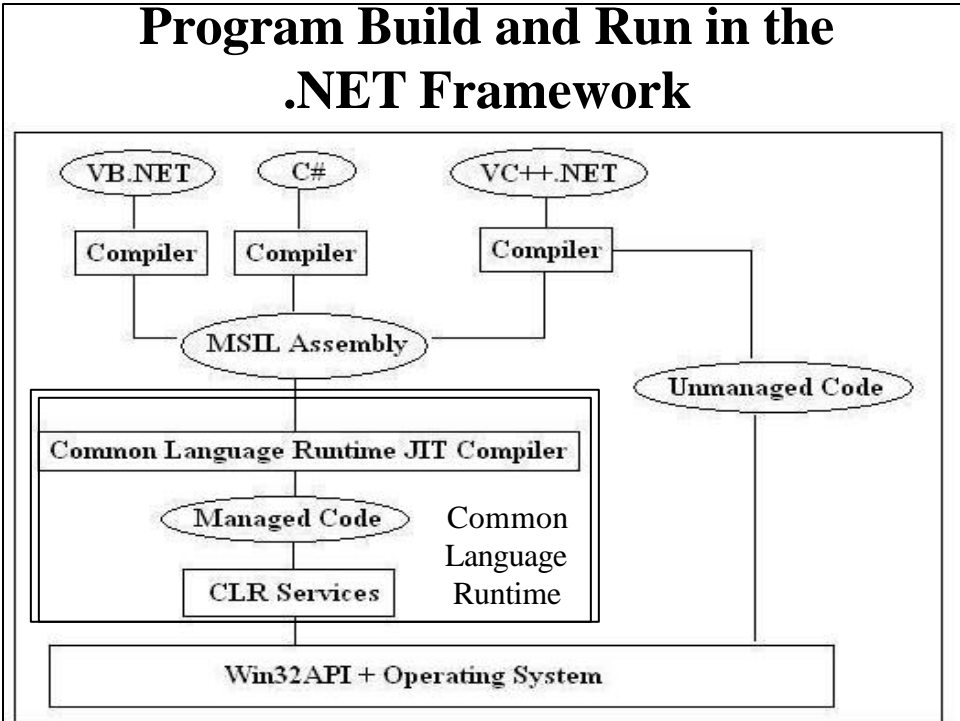 Program Build and Run in the
.NET Framework
VB.NET
C#
VC++.NET
Compiler
Compiler
Compiler
MSIL Assembly
Unmanaged Code
Common Language Runtime JIT Compiler
Managed Code
Common
Language
Runtime
CLR Services
Win32API + Operating System